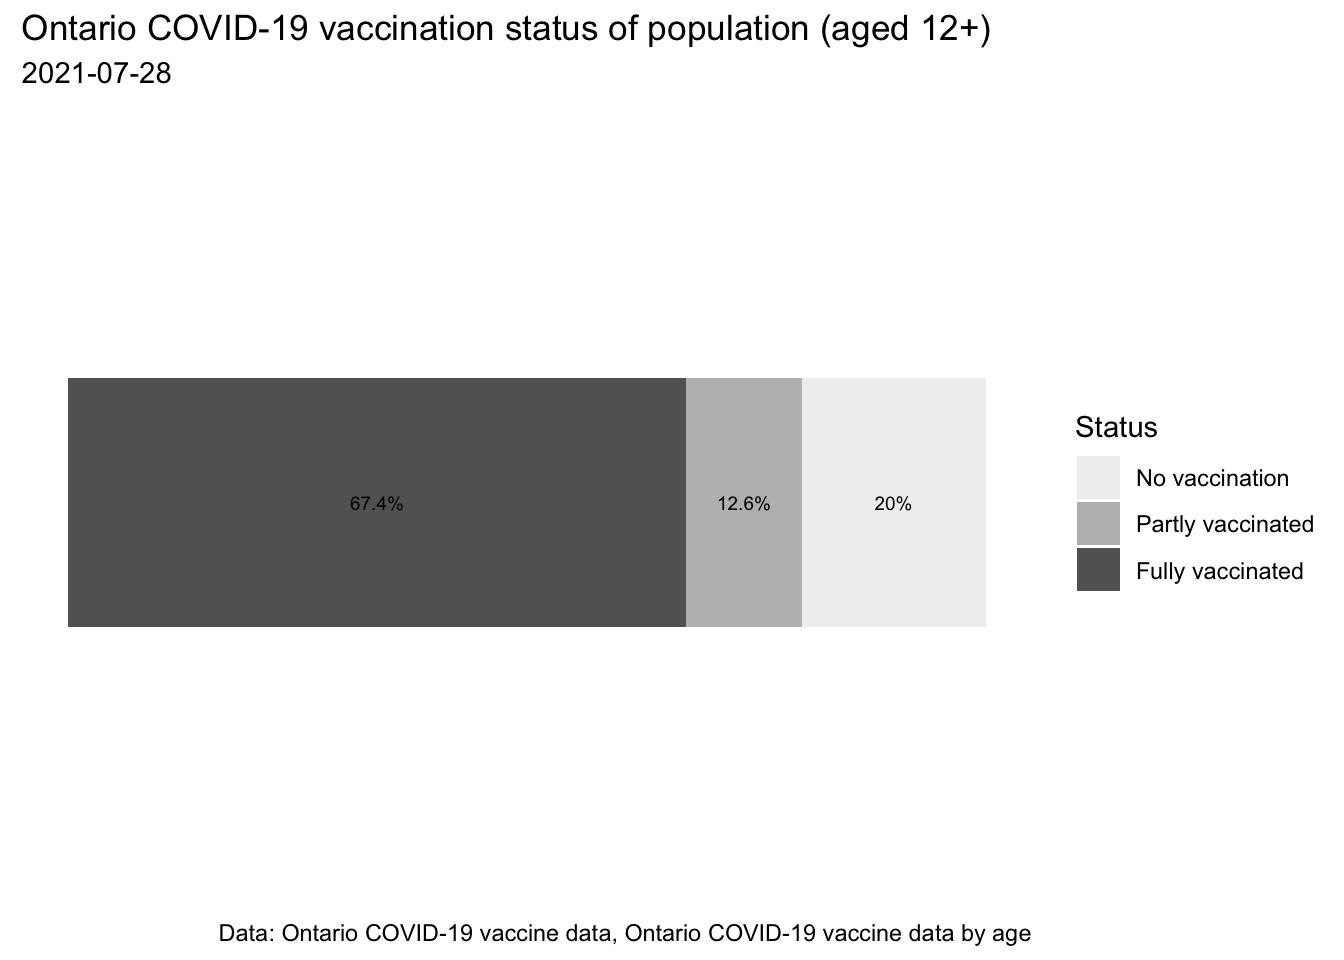 Ontario COVID-19 vaccination status of population (aged 12+)
2021-07-28
67.4%
12.6%
20%
Status
No vaccination
Partly vaccinated
Fully vaccinated
Data: Ontario COVID-19 vaccine data, Ontario COVID-19 vaccine data by age